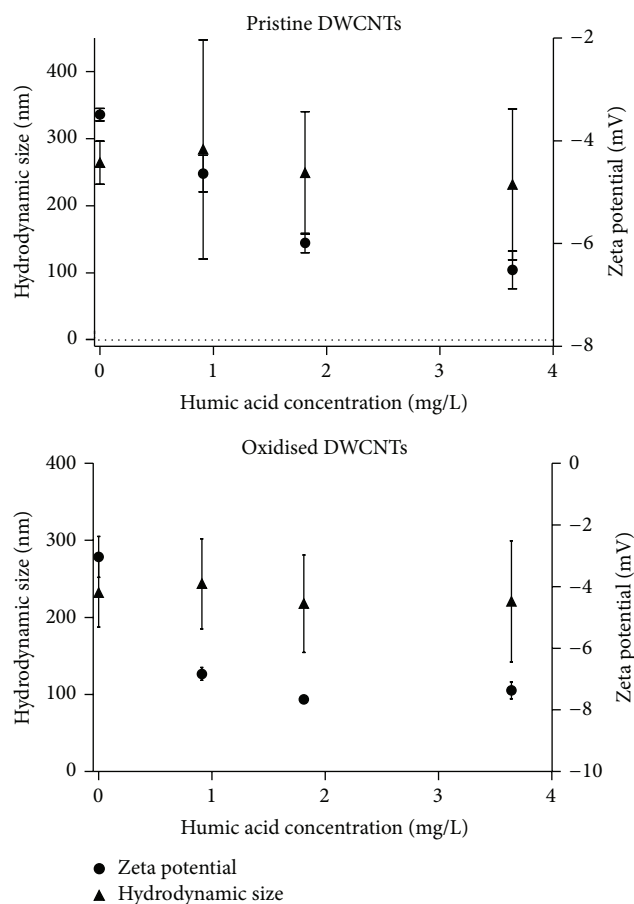 Pristine DWCNTs
Hydrodynamic size (nm)
400
300
200
100
0
−2
−4
−6
−8
Zeta potential (mV)
0 1 2 3 4
Humic acid concentration (mg/L)
Oxidised DWCNTs
Hydrodynamic size (nm)
400
300
200
100
0
0
−2
−4
−6
−8
−10
Zeta potential (mV)
0 1 2 3 4
Humic acid concentration (mg/L)
Zeta potential
Hydrodynamic size